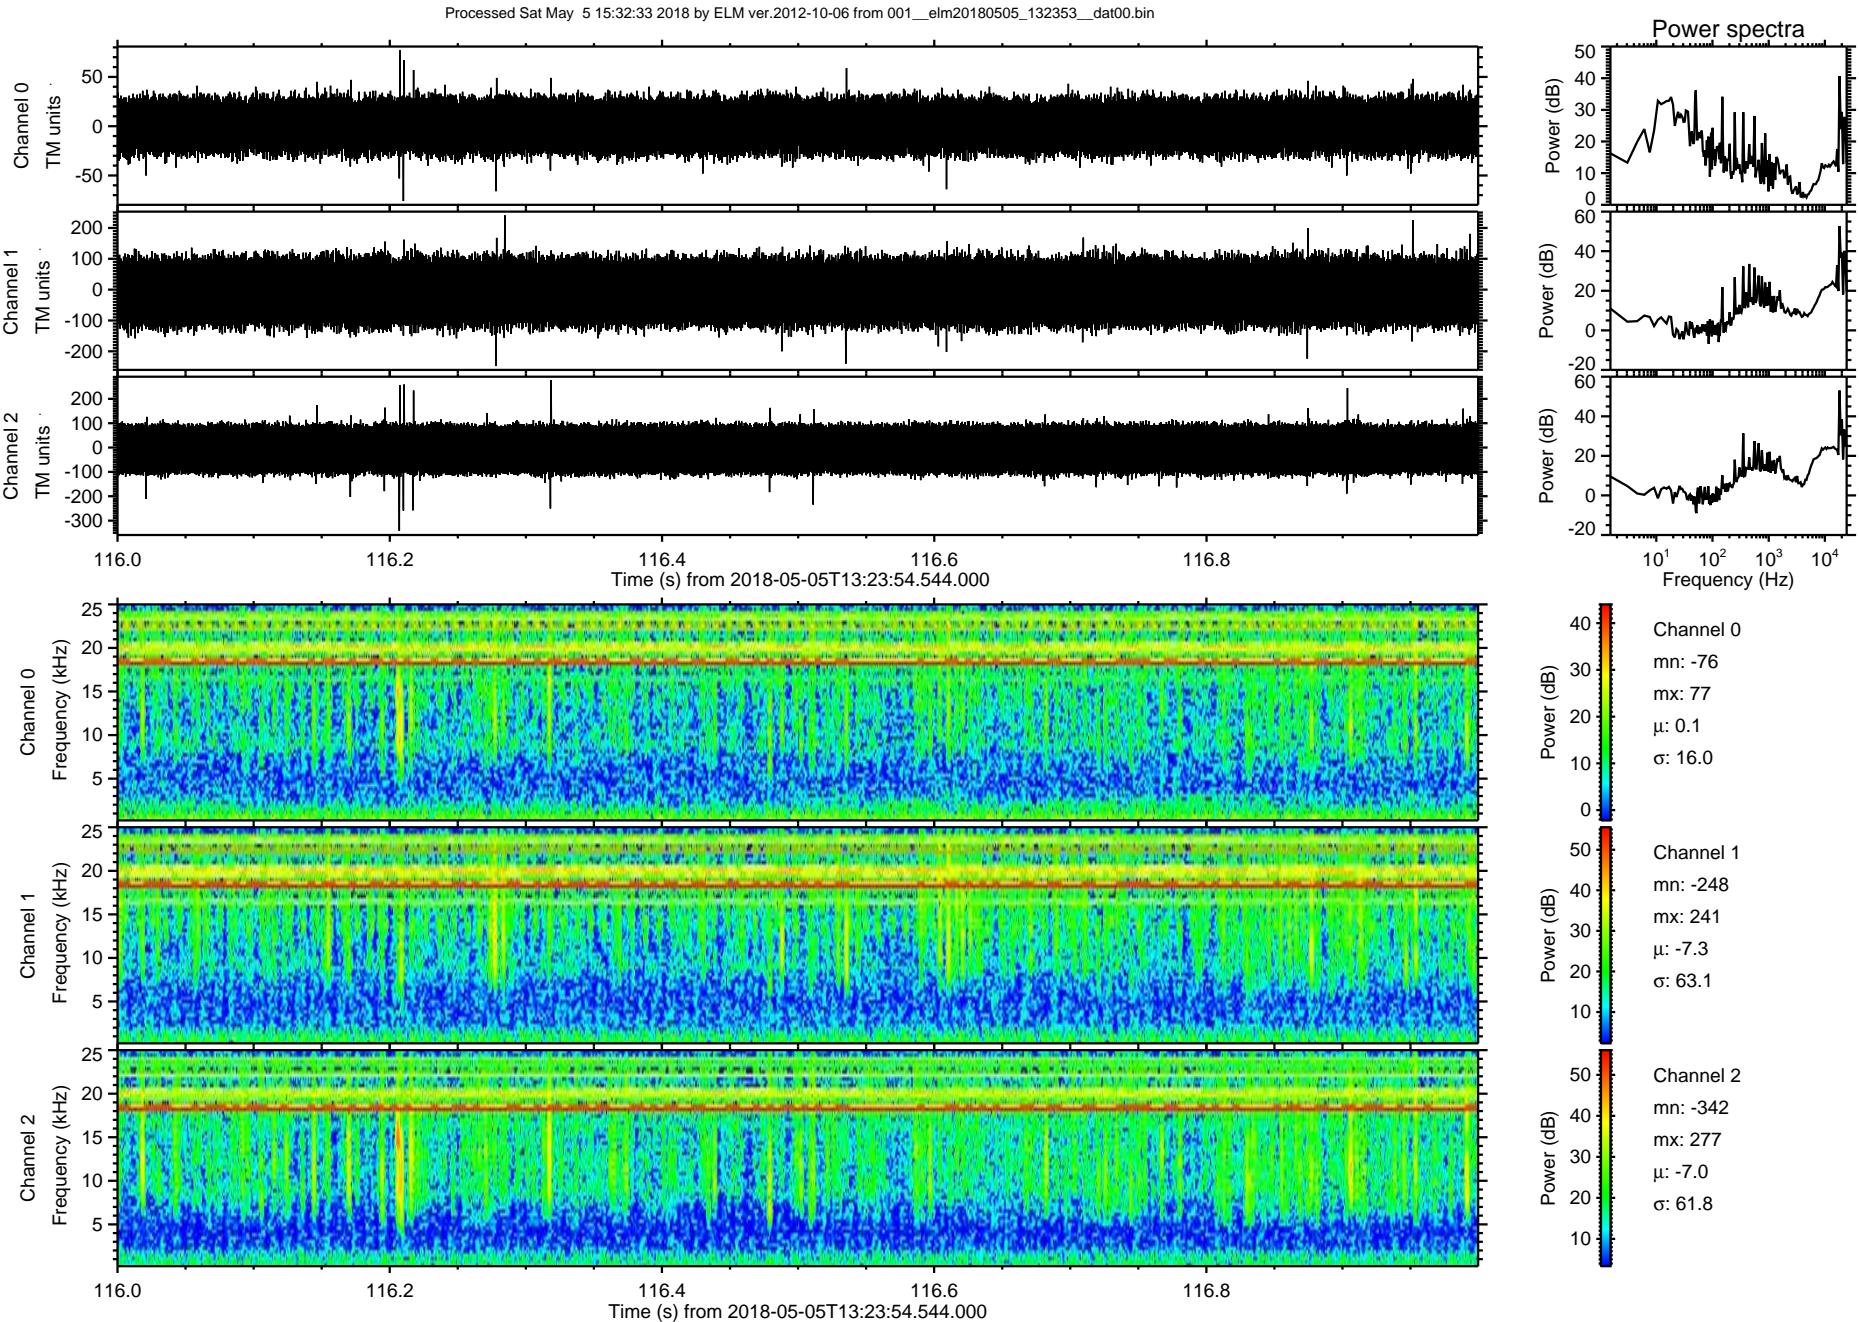 Processed Sat May  5 15:32:33 2018 by ELM ver.2012-10-06 from 001__elm20180505_132353__dat00.bin
Power spectra
Channel 0
TM units
50
0
-50
Power (dB)
50
40
30
20
10
0
Channel 1
TM units
200
100
0
-100
-200
Power (dB)
60
40
20
0
-20
Channel 2
TM units
200
100
0
-100
-200
-300
Power (dB)
60
40
20
0
-20
116.0 116.2 116.4 116.6 116.8
Time (s) from 2018-05-05T13:23:54.544.000
10^1 10^2 10^3 10^4
Frequency (Hz)
Channel 0
Frequency (kHz)
25
20
15
10
5
Power (dB)
40
30
20
10
0
Channel 0
mn: -76
mx: 77
μ: 0.1
σ: 16.0
Channel 1
Frequency (kHz)
25
20
15
10
5
Power (dB)
50
40
30
20
10
Channel 1
mn: -248
mx: 241
μ: -7.3
σ: 63.1
Channel 2
Frequency (kHz)
25
20
15
10
5
Power (dB)
50
40
30
20
10
Channel 2
mn: -342
mx: 277
μ: -7.0
σ: 61.8
116.0 116.2 116.4 116.6 116.8
Time (s) from 2018-05-05T13:23:54.544.000